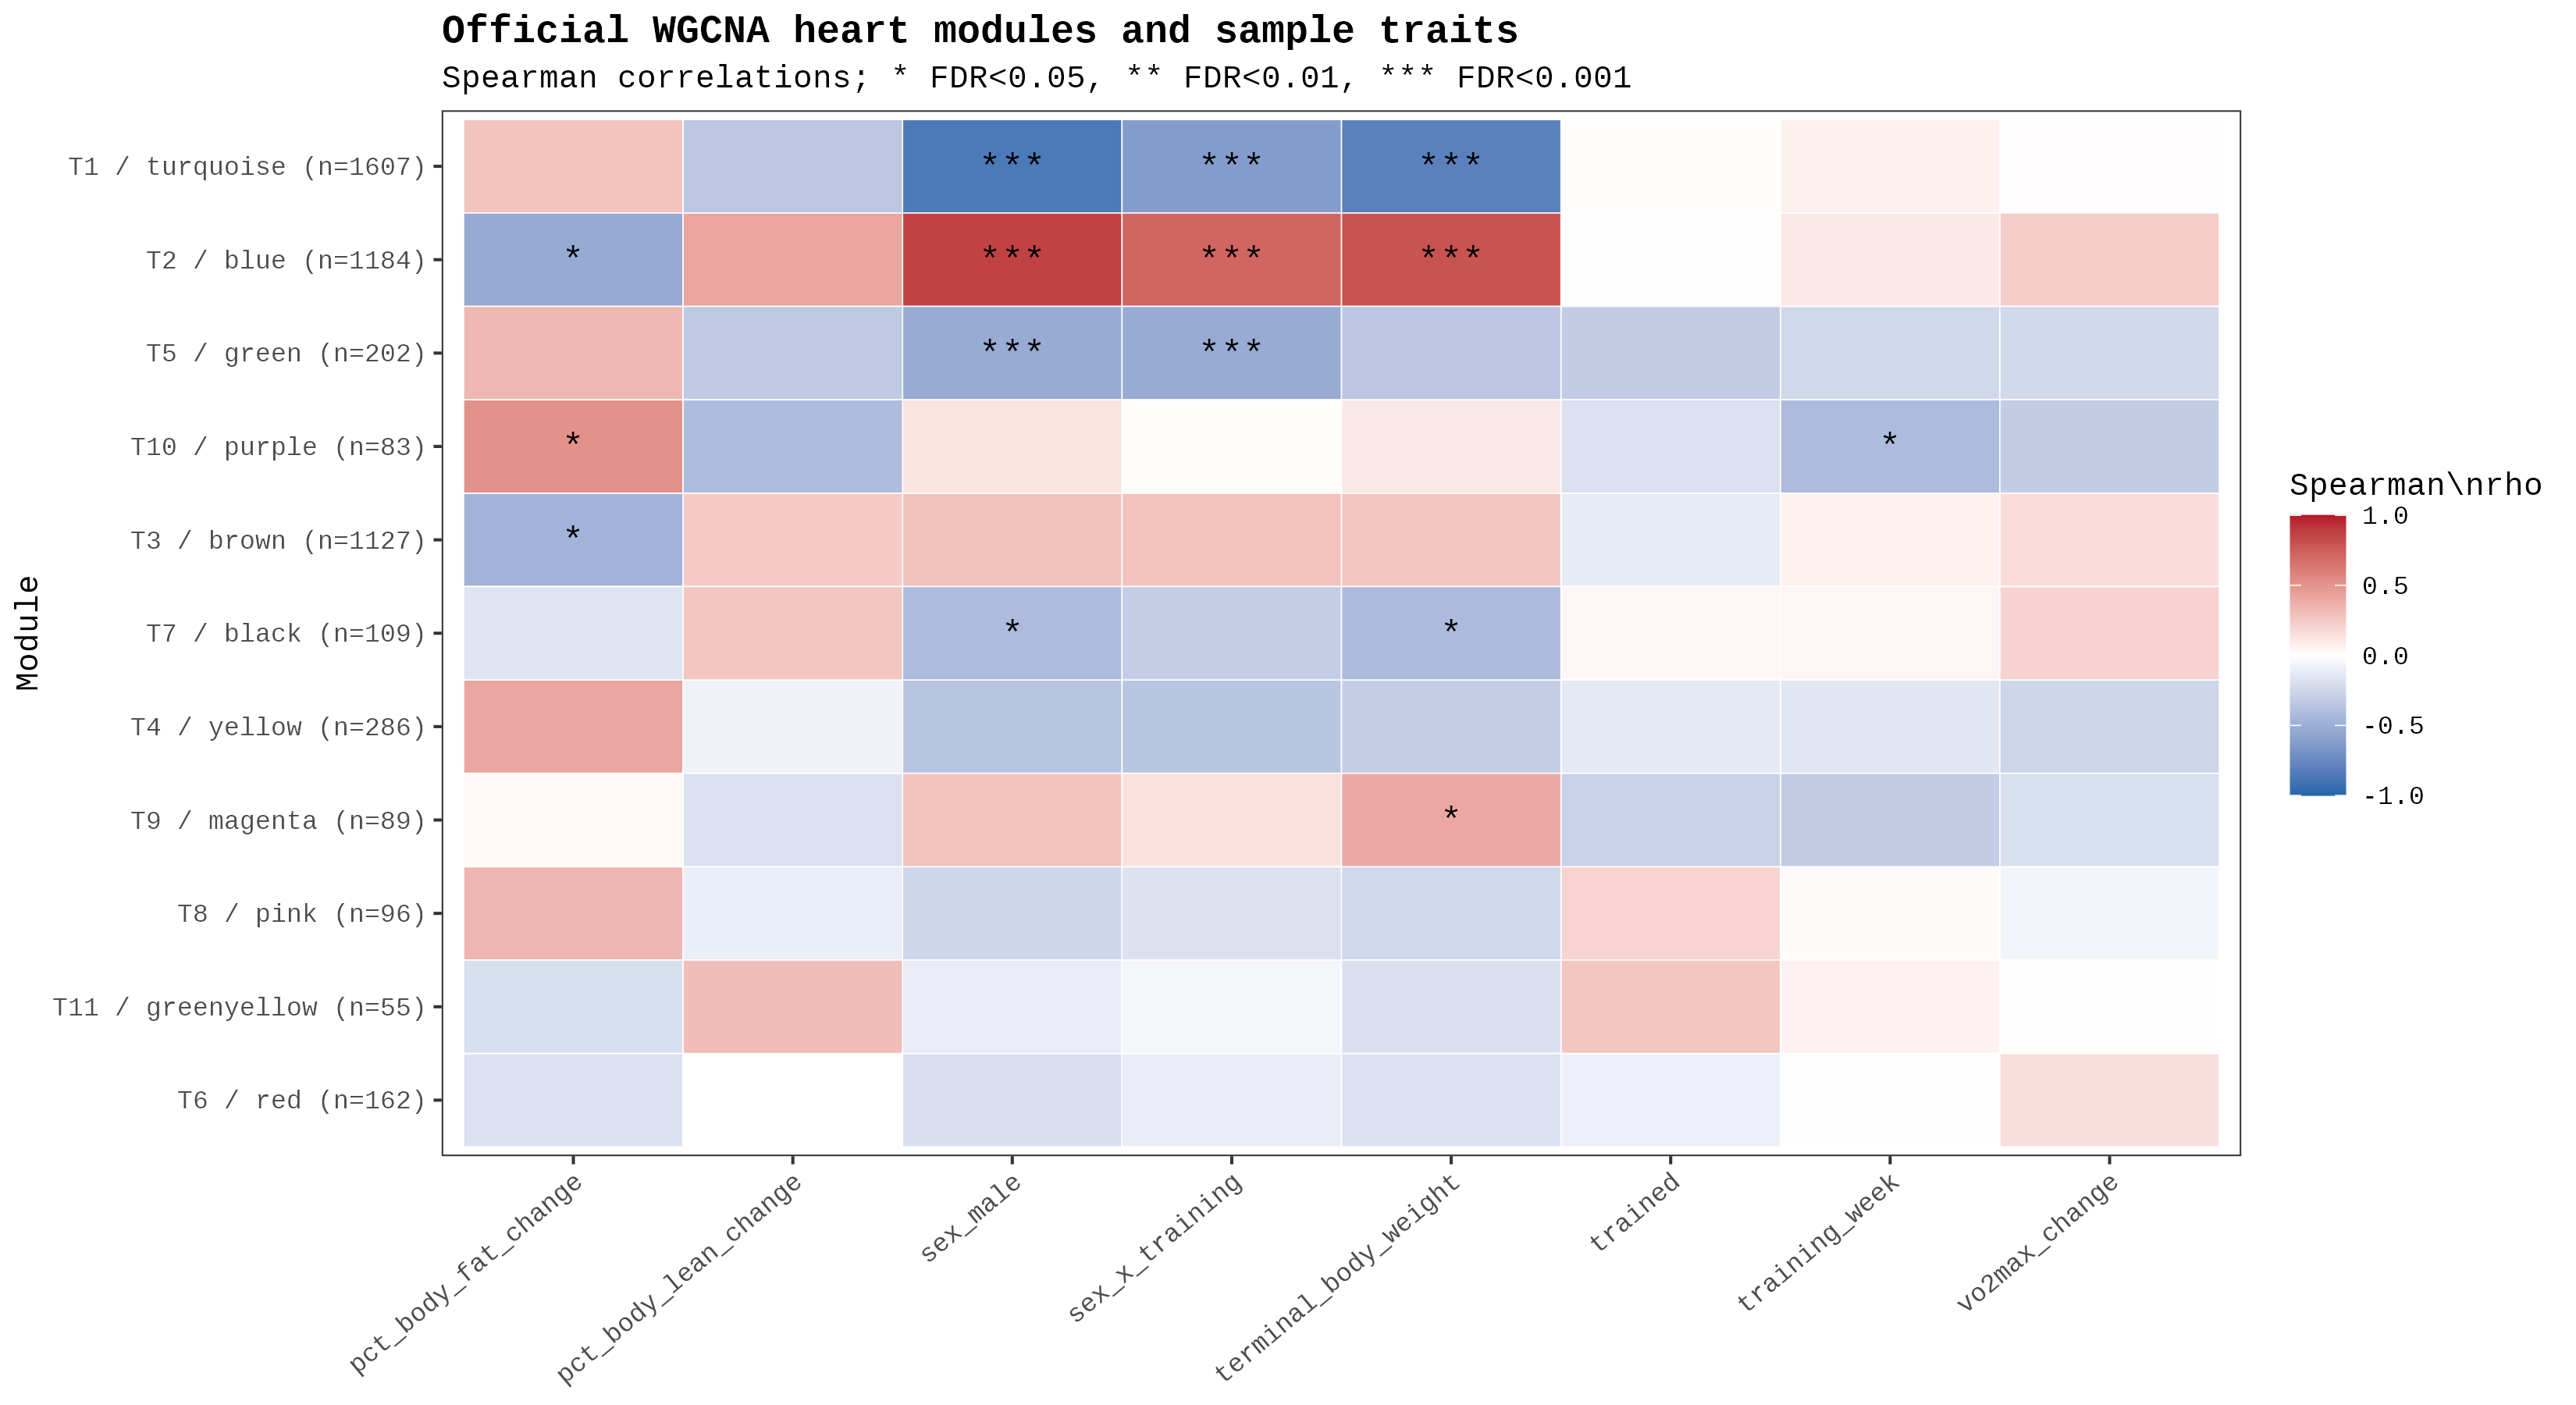 Official WGCNA heart modules and sample traits
Spearman correlations; * FDR<0.05, ** FDR<0.01, *** FDR<0.001
Module
T1 / turquoise (n=1607)
*** *** ***
T2 / blue (n=1184)
* *** *** ***
T5 / green (n=202)
*** ***
T10 / purple (n=83)
* *
T3 / brown (n=1127)
*
T7 / black (n=109)
* *
T4 / yellow (n=286)
T9 / magenta (n=89)
*
T8 / pink (n=96)
T11 / greenyellow (n=55)
T6 / red (n=162)
pct_body_fat_change
pct_body_lean_change
sex_male
sex_x_training
terminal_body_weight
trained
training_week
vo2max_change
Spearman\nrho
1.0
0.5
0.0
-0.5
-1.0